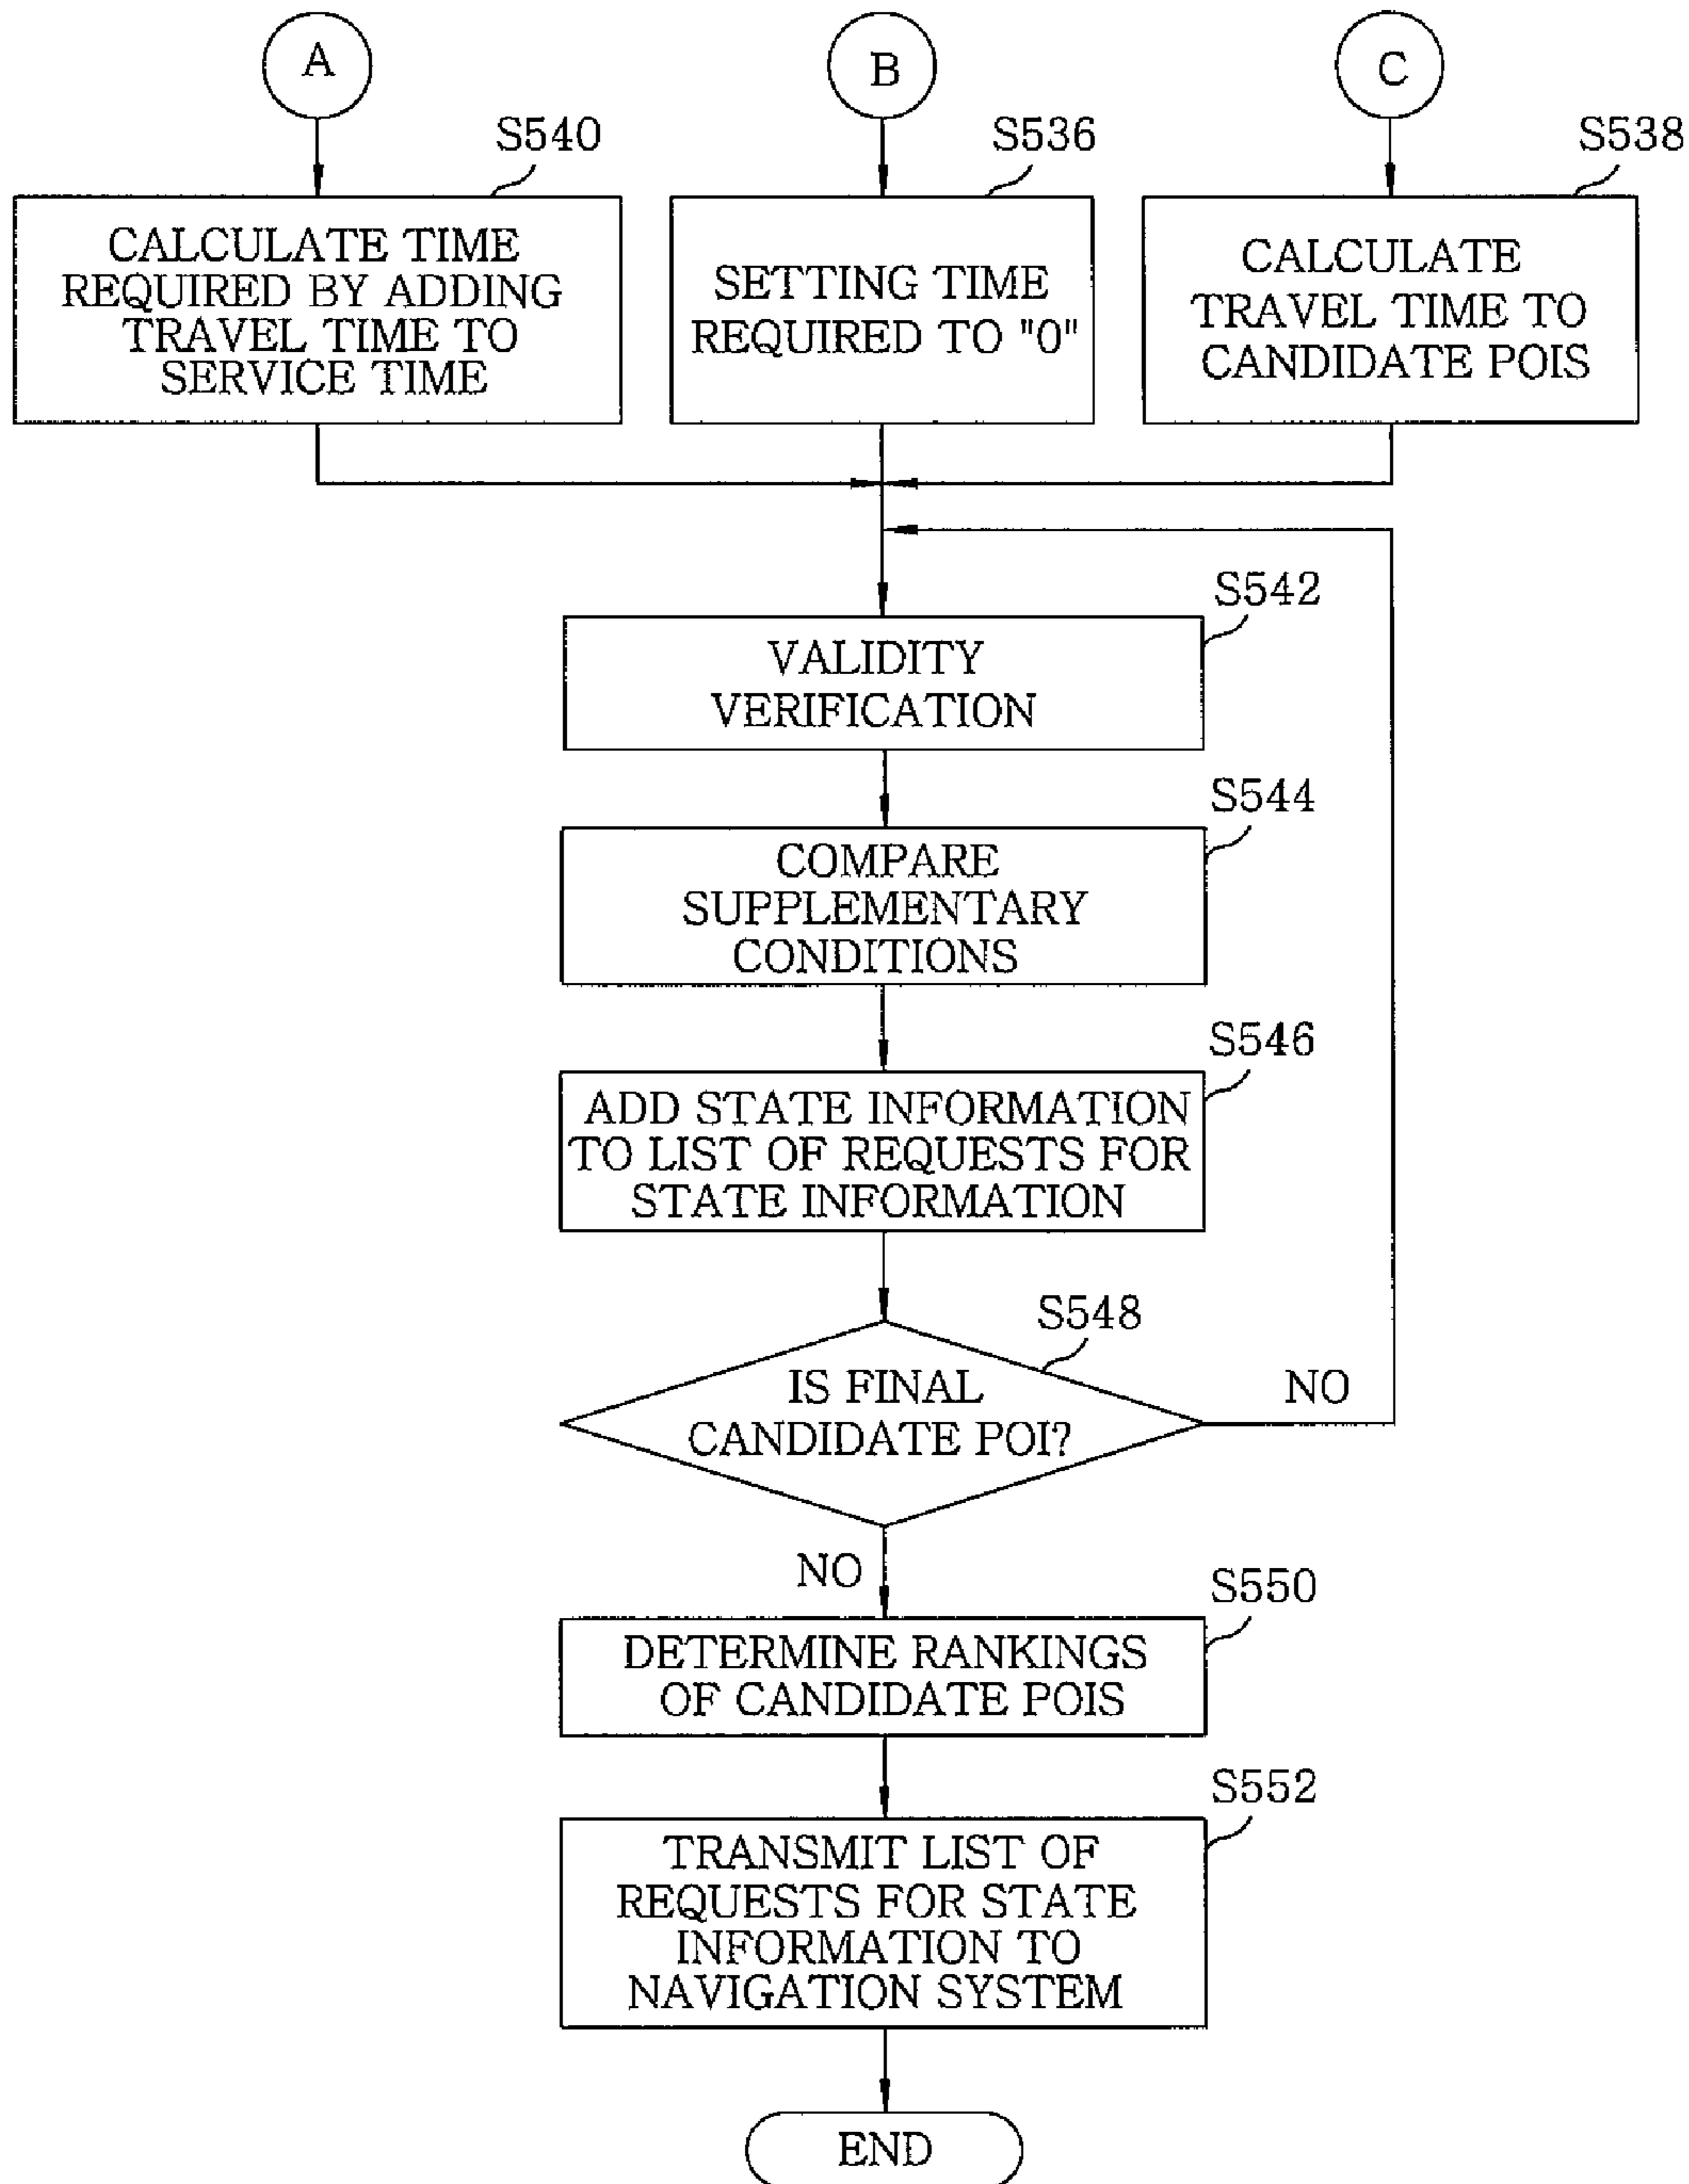 A
B
C
S540
S536
S538
CALCULATE TIME
REQUIRED BY ADDING
TRAVEL TIME TO
SERVICE TIME
SETTING TIME
REQUIRED TO "0"
CALCULATE
TRAVEL TIME TO
CANDIDATE POIS
S542
VALIDITY
VERIFICATION
S544
COMPARE
SUPPLEMENTARY
CONDITIONS
S546
ADD STATE INFORMATION
TO LIST OF REQUESTS FOR
STATE INFORMATION
S548
IS FINAL
CANDIDATE POI?
NO
NO
S550
DETERMINE RANKINGS
OF CANDIDATE POIS
S552
TRANSMIT LIST OF
REQUESTS FOR STATE
INFORMATION TO
NAVIGATION SYSTEM
END